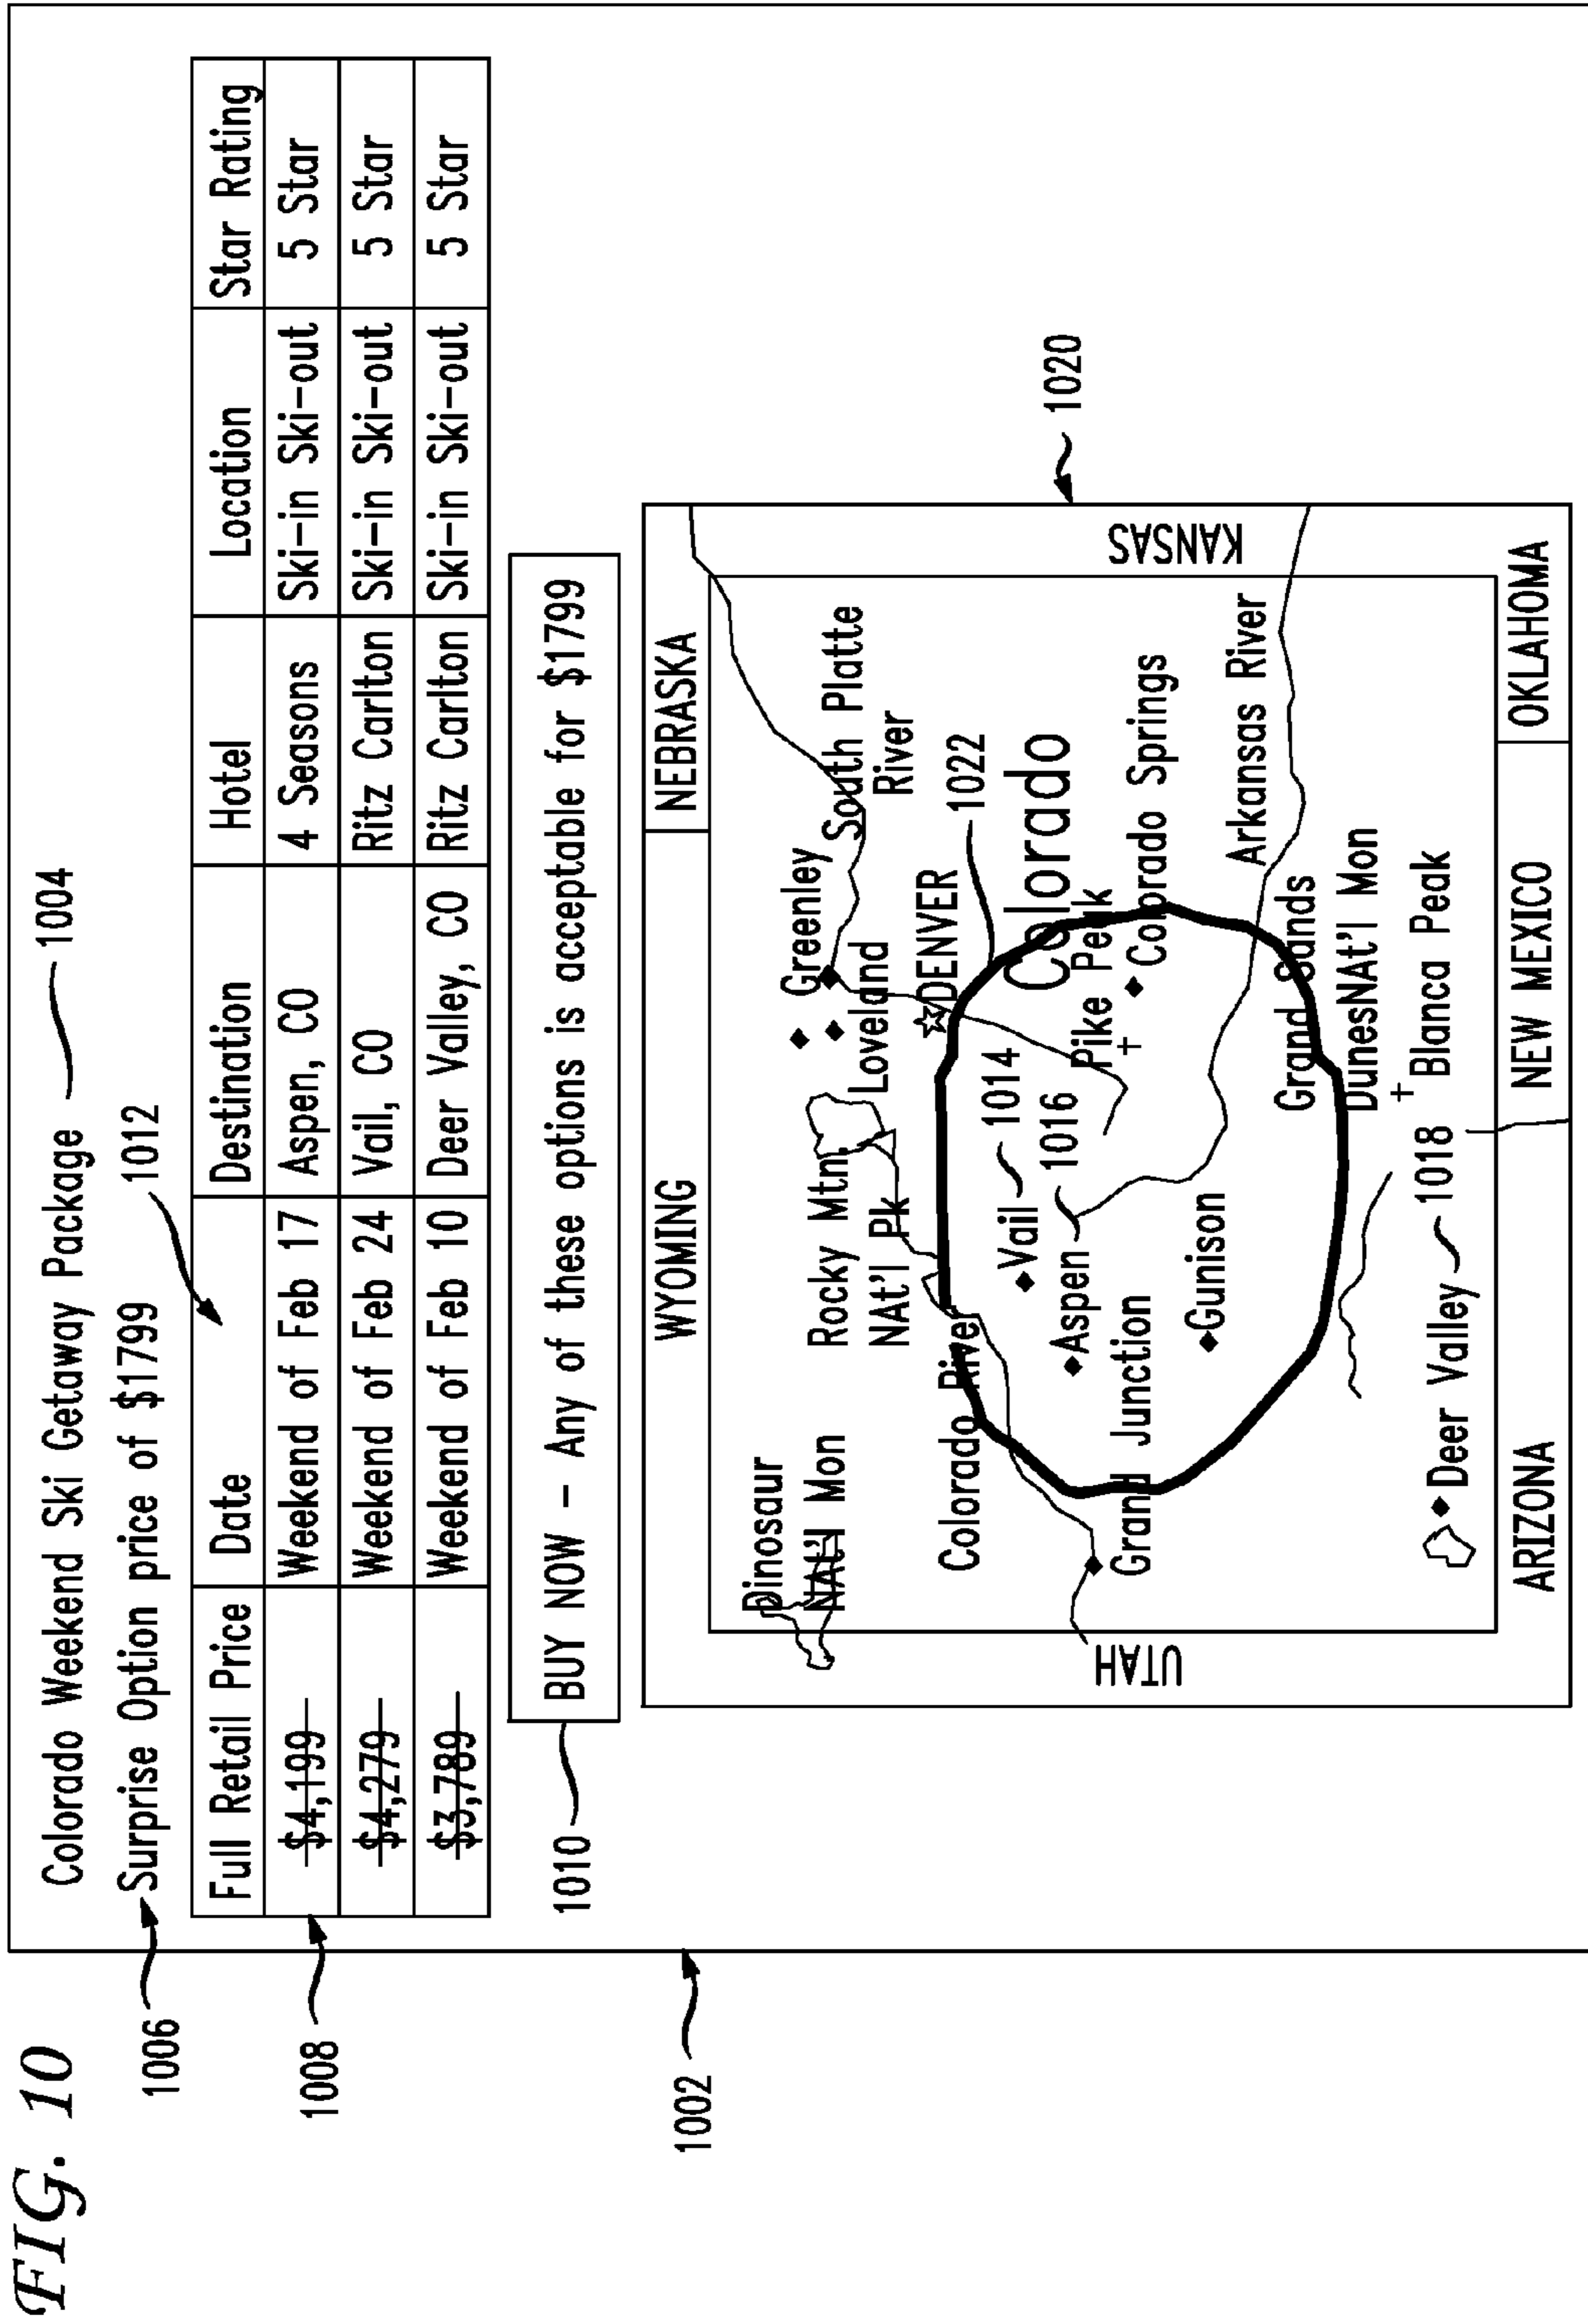 FIG. 10
Colorado Weekend Ski Getaway Package 1004
1006 Surprise Option price of $1799 1012
Full Retail Price Date Destination Hotel Location Star Rating
1008 $4,199 Weekend of Feb 17 Aspen, CO 4 Seasons Ski-in Ski-out 5 Star
$4,279 Weekend of Feb 24 Vail, CO Ritz Carlton Ski-in Ski-out 5 Star
$3,789 Weekend of Feb 10 Deer Valley, CO Ritz Carlton Ski-in Ski-out 5 Star
1010 BUY NOW - Any of these options is acceptable for $1799
1002
WYOMING NEBRASKA
Dinosaur
NAt'l Mon
Rocky Mtn.
NAt'l Pk
Greenley
Loveland
South Platte
River
DENVER
1022
Colorado River
Vail 1014
Colorado
1020
Aspen 1016
Pike Peak
Grand Junction
Colorado Springs
UTAH
KANSAS
Gunison
Arkansas River
Grand Sands
DunesNAt'l Mon
Blanca Peak
Deer Valley 1018
ARIZONA NEW MEXICO OKLAHOMA